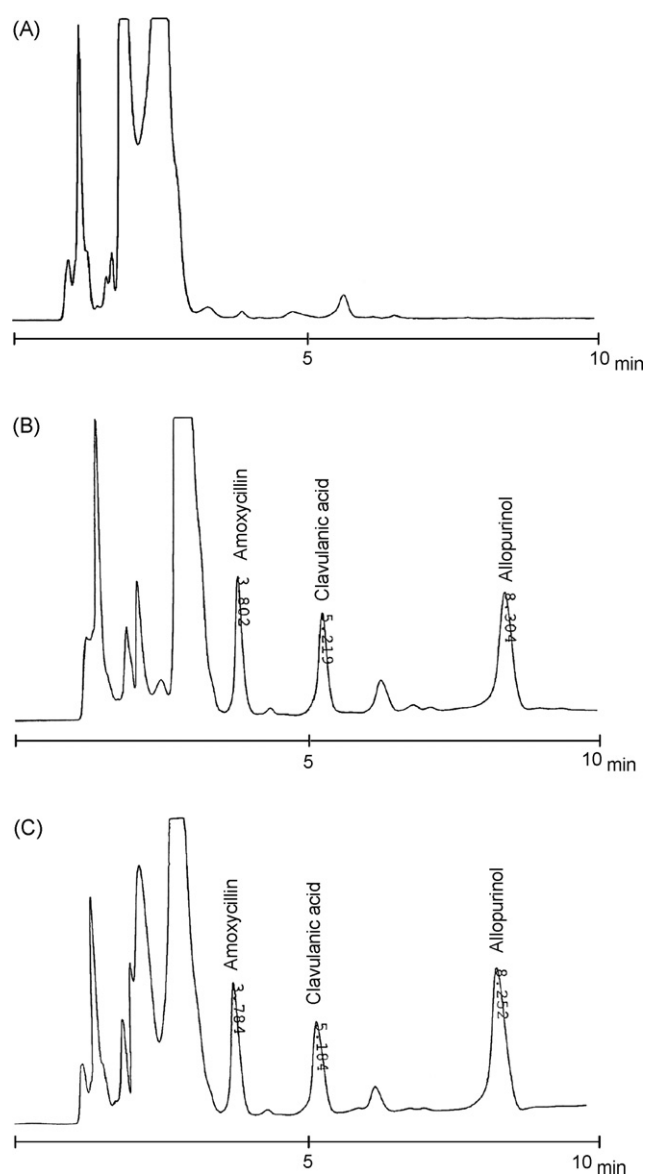 (A)
5
10 min
(B)
Amoxycillin
3.802
Clavulanic acid
5.219
Allopurinol
8.304
5
10 min
(C)
Amoxycillin
3.784
Clavulanic acid
5.184
Allopurinol
8.252
5
10 min